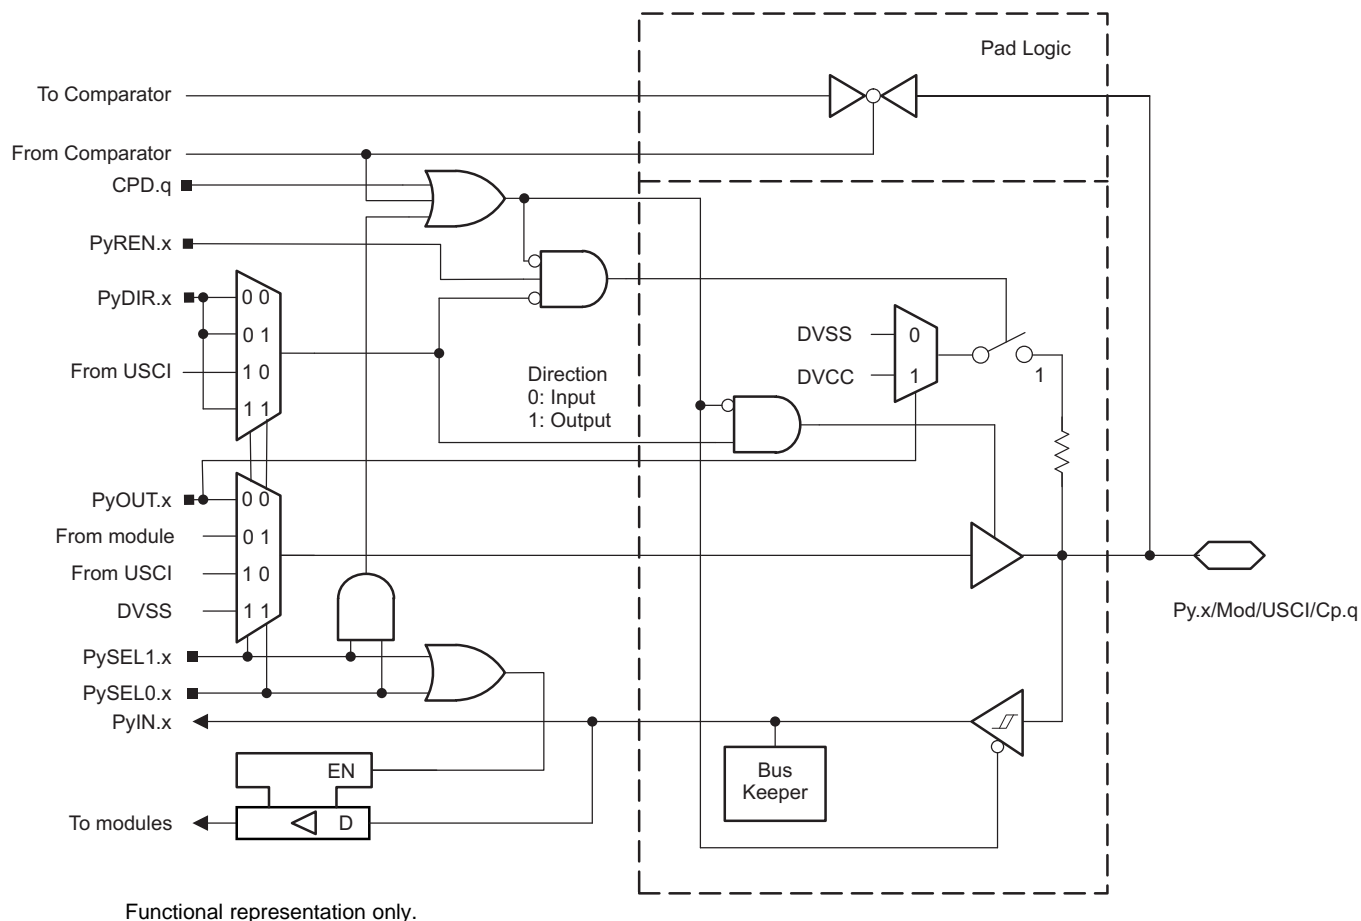 Pad Logic
To Comparator
From Comparator
CPD.q
PyREN.x
PyDIR.x
0 0
0 1
From USCI
1 0
1 1
Direction
0: Input
1: Output
DVSS
0
DVCC
1
1
PyOUT.x
0 0
From module
0 1
From USCI
1 0
DVSS
1 1
Py.x/Mod/USCI/Cp.q
PySEL1.x
PySEL0.x
PyIN.x
EN
Bus
Keeper
To modules
D
Functional representation only.